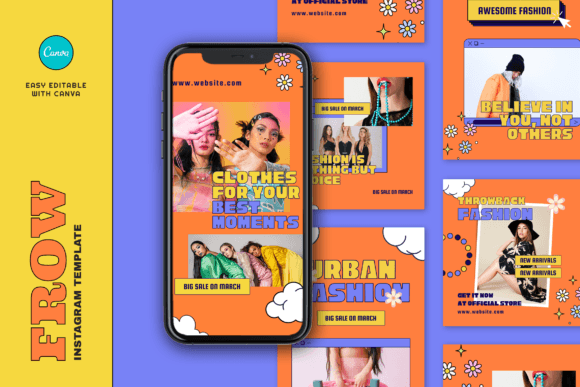 Canva
EASY EDITABLE
WITH CANVA
FROW
INSTAGRAM TEMPLATE
www.website.com
CLOTHES
FOR YOUR
BEST
MOMENTS
BIG SALE ON MARCH
AT OFFICIAL STORE
www.website.com
BIG SALE ON MARCH
FASHION IS
BIG SALE ON MARCH
URBAN
FASHION
BIG SALE ON MARCH
AWESOME FASHION
BELIEVE IN
YOU, NOT
OTHERS
THROWBACK
FASHION
NEW ARRIVALS
NEW ARRIVALS
GET IT NOW
AT OFFICIAL STORE
www.website.com